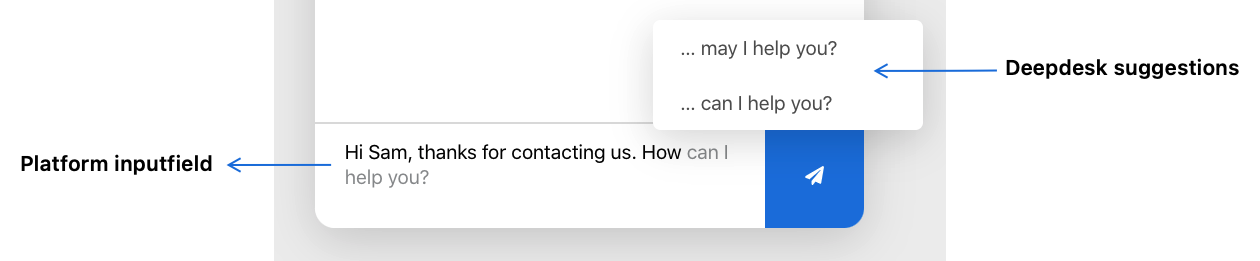 ... may I help you?
Deepdesk suggestions
... can I help you?
Platform inputfield
Hi Sam, thanks for contacting us. How can I
help you?